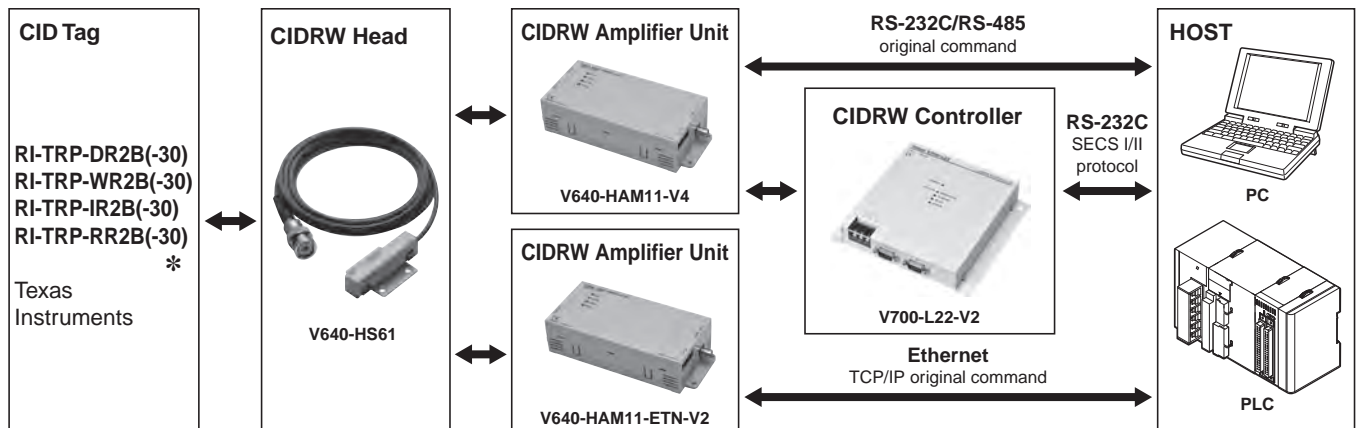 CID Tag
RI-TRP-DR2B(-30)
RI-TRP-WR2B(-30)
RI-TRP-IR2B(-30)
RI-TRP-RR2B(-30)
*
Texas
Instruments
CIDRW Head
V640-HS61
CIDRW Amplifier Unit
V640-HAM11-V4
CIDRW Amplifier Unit
V640-HAM11-ETN-V2
RS-232C/RS-485
original command
CIDRW Controller
V700-L22-V2
RS-232C
SECS I/II
protocol
Ethernet
TCP/IP original command
HOST
PC
PLC